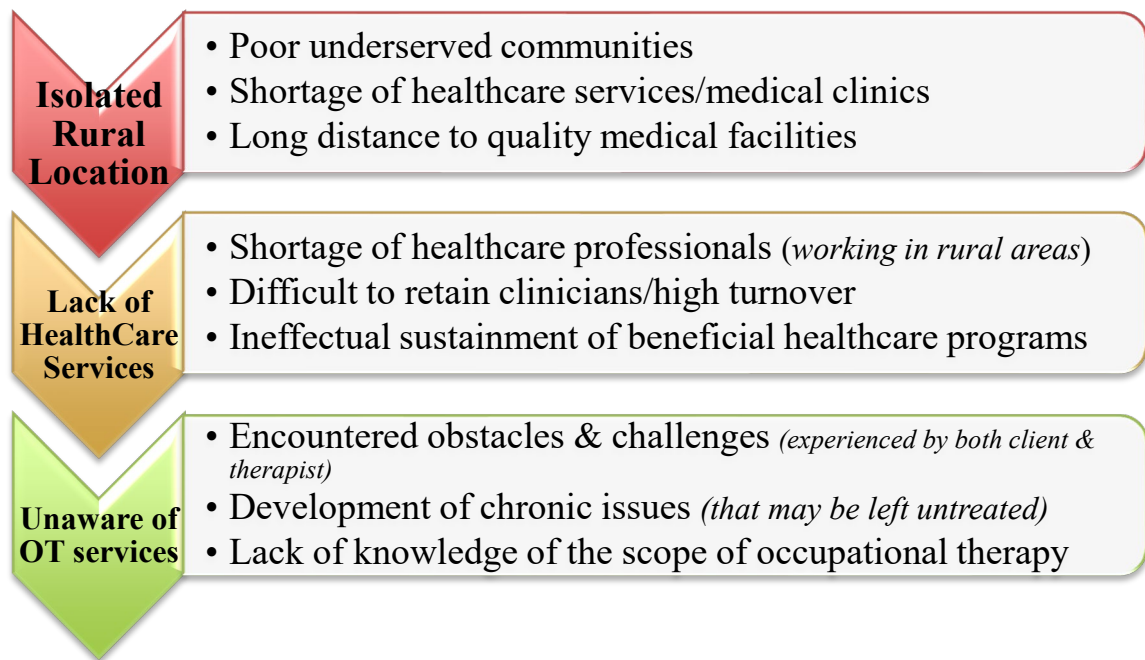 Isolated
Rural
Location
• Poor underserved communities
• Shortage of healthcare services/medical clinics
• Long distance to quality medical facilities
Lack of
HealthCare
Services
• Shortage of healthcare professionals (working in rural areas)
• Difficult to retain clinicians/high turnover
• Ineffectual sustainment of beneficial healthcare programs
Unaware of
OT services
• Encountered obstacles & challenges (experienced by both client &
therapist)
• Development of chronic issues (that may be left untreated)
• Lack of knowledge of the scope of occupational therapy